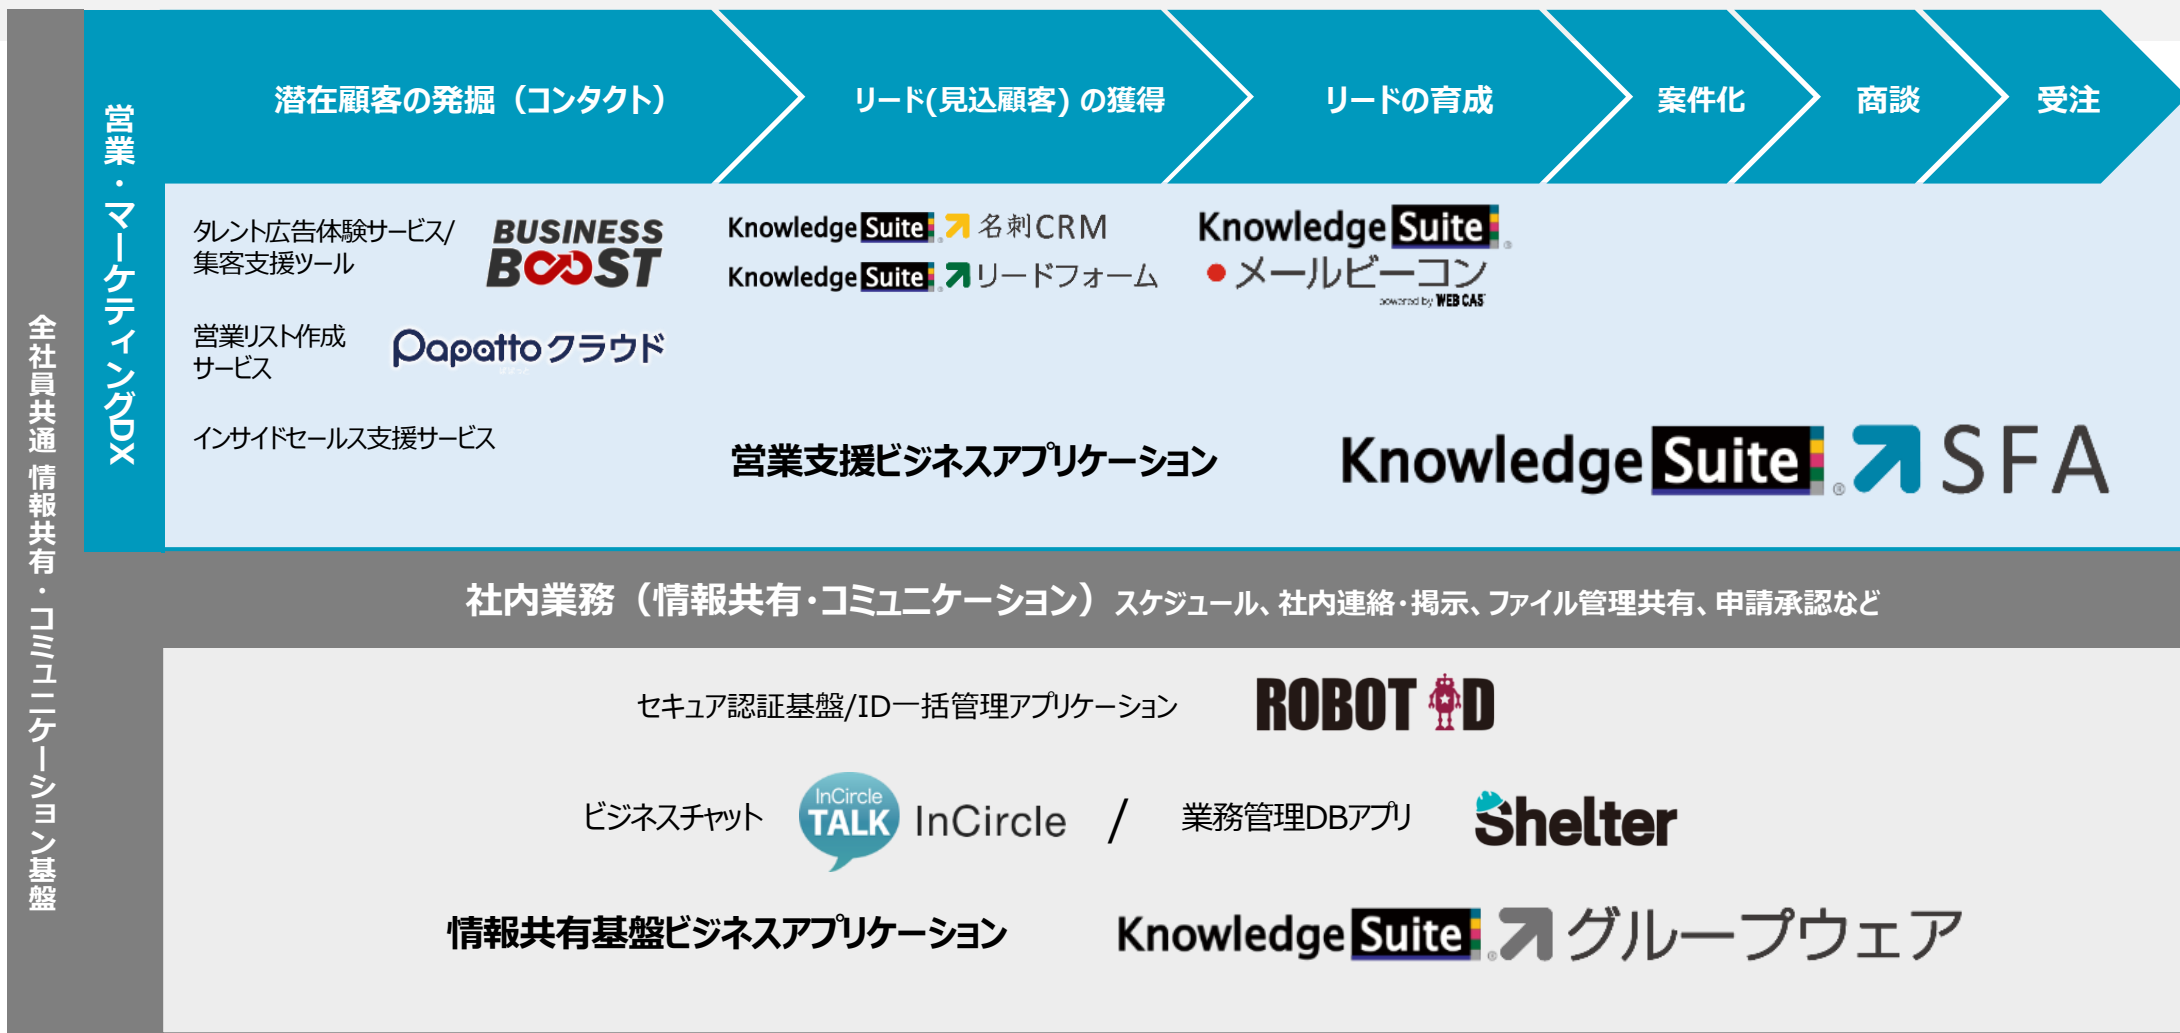 全社員共通 情報共有・コミュニケーション基盤
営業・マーケティングDX
潜在顧客の発掘（コンタクト）
リード(見込顧客) の獲得
リードの育成
案件化
商談
受注
タレント広告体験サービス/
集客支援ツール
BUSINESS
BOOST
Knowledge Suite 名刺CRM
Knowledge Suite リードフォーム
Knowledge Suite
メールビーコン
powered by WEBCAS
営業リスト作成
サービス
Papatto クラウド
ぱぱっと
インサイドセールス支援サービス
営業支援ビジネスアプリケーション
Knowledge Suite® SFA
社内業務（情報共有・コミュニケーション）スケジュール、社内連絡・掲示、ファイル管理共有、申請承認など
セキュア認証基盤/ID一括管理アプリケーション
ROBOT ID
ビジネスチャット
InCircle
TALK
InCircle
/
業務管理DBアプリ
Shelter
情報共有基盤ビジネスアプリケーション
Knowledge Suite® グループウェア